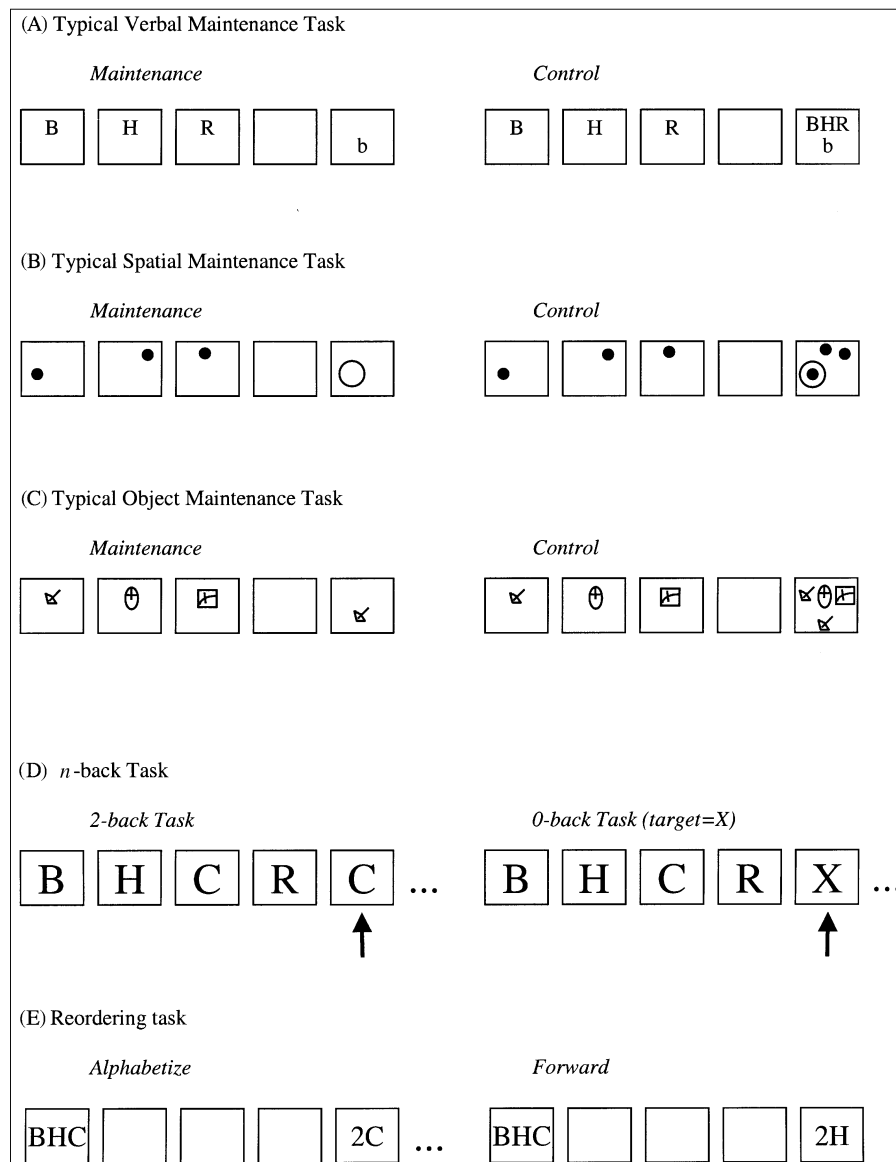 (A) Typical Verbal Maintenance Task
Maintenance Control
B H R b B H R BHR
b
(B) Typical Spatial Maintenance Task
Maintenance Control
(C) Typical Object Maintenance Task
Maintenance Control
(D) n-back Task
2-back Task 0-back Task (target=X)
B H C R C ... B H C R X ...
(E) Reordering task
Alphabetize Forward
BHC 2C ... BHC 2H